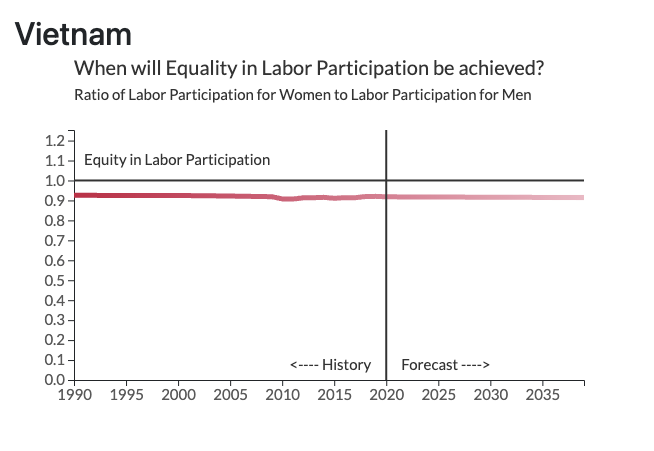 Vietnam
When will Equality in Labor Participation be achieved?
Ratio of Labor Participation for Women to Labor Participation for Men
1.2
1.1
Equity in Labor Participation
1.0
0.9
0.8
0.7
0.6
0.5
0.4
0.3
0.2
0.1
<---- History
Forecast ---->
0.0
1990 1995 2000 2005 2010 2015 2020 2025 2030 2035